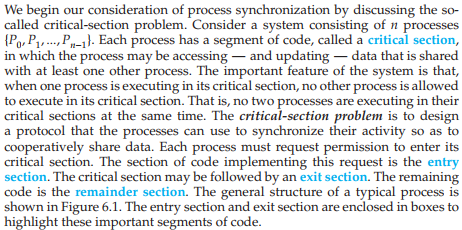 We begin our consideration of process synchronization by discussing the so-
called critical-section problem. Consider a system consisting of n processes
{P0, P1, ..., Pn−1}. Each process has a segment of code, called a critical section,
in which the process may be accessing — and updating — data that is shared
with at least one other process. The important feature of the system is that,
when one process is executing in its critical section, no other process is allowed
to execute in its critical section. That is, no two processes are executing in their
critical sections at the same time. The critical-section problem is to design
a protocol that the processes can use to synchronize their activity so as to
cooperatively share data. Each process must request permission to enter its
critical section. The section of code implementing this request is the entry
section. The critical section may be followed by an exit section. The remaining
code is the remainder section. The general structure of a typical process is
shown in Figure 6.1. The entry section and exit section are enclosed in boxes to
highlight these important segments of code.